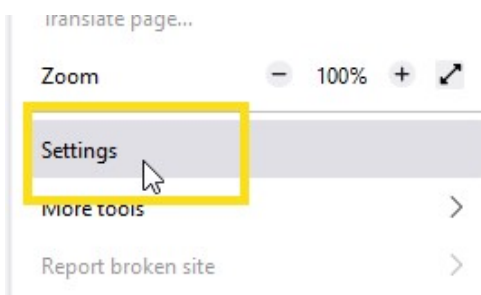 Translate page...
Zoom − 100% +
Settings
More tools
Report broken site